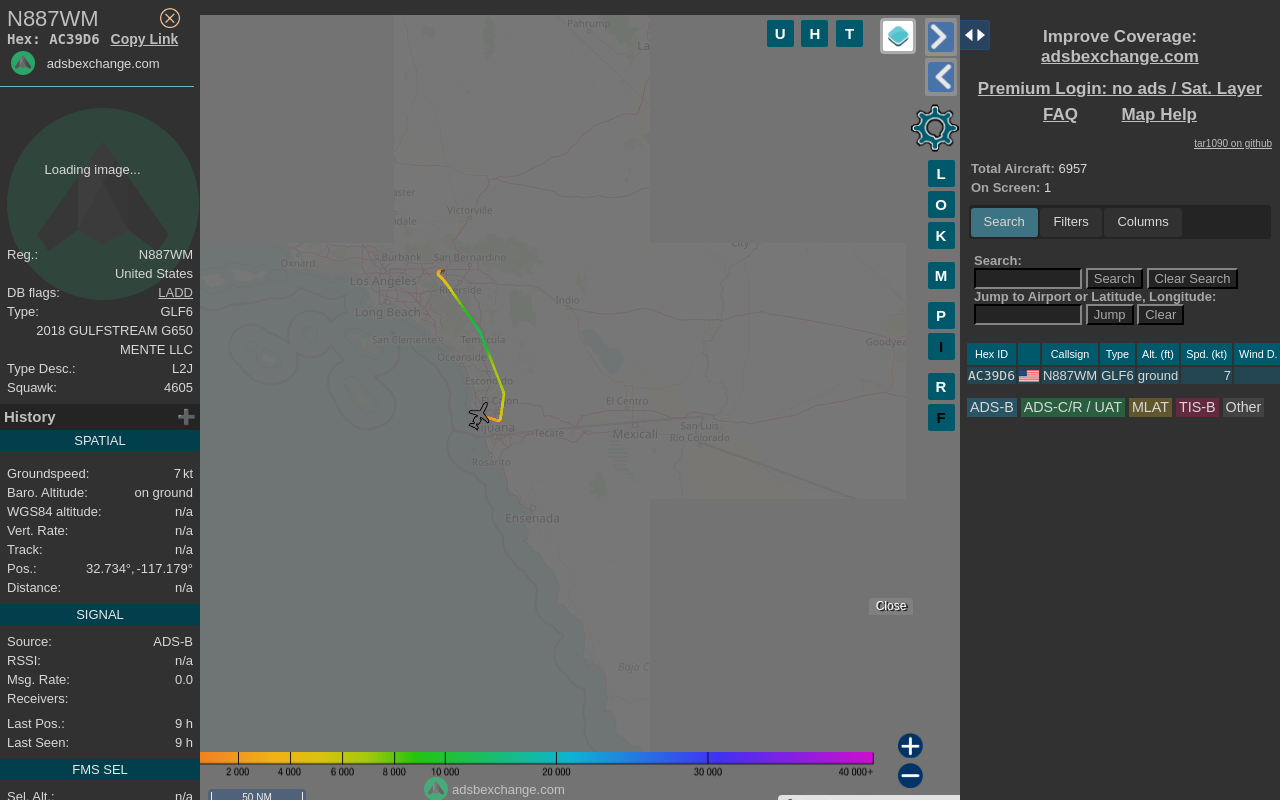 N887WM
Hex: AC39D6 Copy Link
adsbexchange.com
Loading image...
Reg.: N887WM
United States
DB flags: LADD
Type: GLF6
2018 GULFSTREAM G650
MENTE LLC
Type Desc.: L2J
Squawk: 4605
History
SPATIAL
Groundspeed: 7 kt
Baro. Altitude: on ground
WGS84 altitude: n/a
Vert. Rate: n/a
Track: n/a
Pos.: 32.734°, -117.179°
Distance: n/a
SIGNAL
Source: ADS-B
RSSI: n/a
Msg. Rate: 0.0
Receivers:
Last Pos.: 9 h
Last Seen: 9 h
FMS SEL
Sel. Alt.: n/a
U H T
L
O
K
M
P
I
R
F
Pahrump
La
Victorville
Oxnard
Burbank
San Bernardino
Los Angeles
Riverside
Long Beach
Indio
San Clemente
Temecula
Goodyea
Oceanside
Escondido
El Cajon
El Centro
Tijuana
Tecate
Mexicali
San Luis
Río Colorado
Rosarito
City
Ensenada
Baja C
Close
2 000 4 000 6 000 8 000 10 000 20 000 30 000 40 000+
adsbexchange.com
50 NM
Improve Coverage:
adsbexchange.com
Premium Login: no ads / Sat. Layer
FAQ Map Help
tar1090 on github
Total Aircraft: 6957
On Screen: 1
Search Filters Columns
Search:
Search Clear Search
Jump to Airport or Latitude, Longitude:
Jump Clear
Hex ID Callsign Type Alt. (ft) Spd. (kt) Wind D.
AC39D6 N887WM GLF6 ground 7
ADS-B ADS-C/R / UAT MLAT TIS-B Other